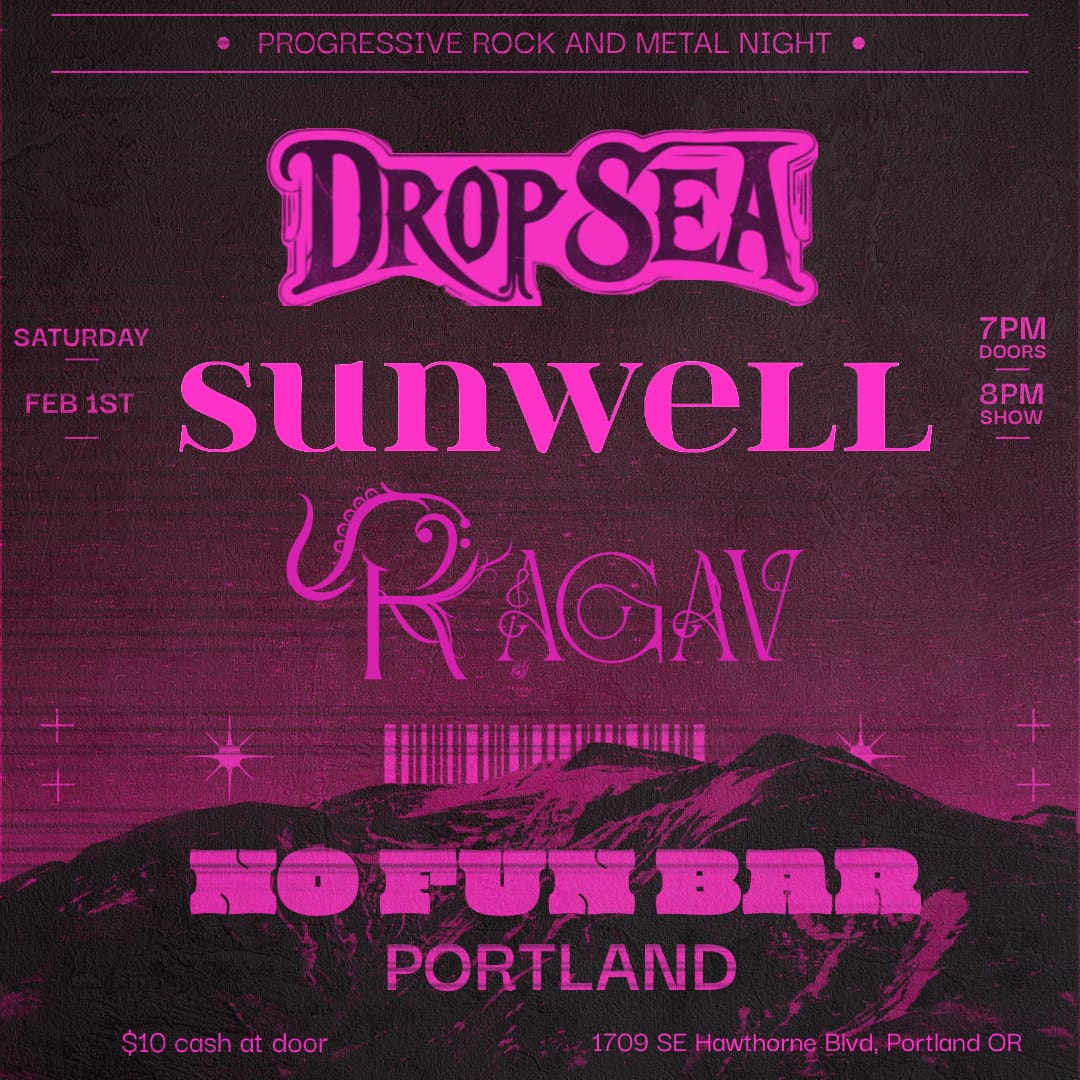 PROGRESSIVE ROCK AND METAL NIGHT
DROP SEA
SATURDAY
FEB 1ST
7PM
DOORS
8PM
SHOW
sunwell
RAGAV
NO FUN BAR
PORTLAND
$10 cash at door
1709 SE Hawthorne Blvd, Portland OR